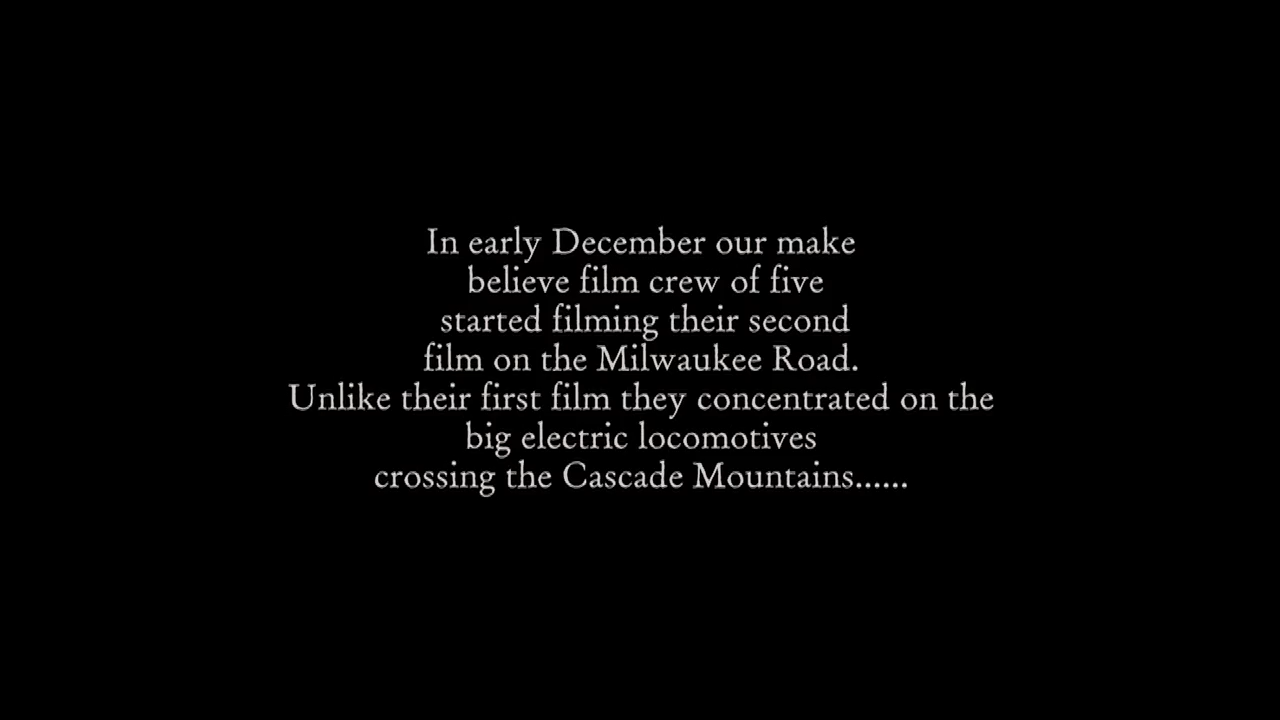 In early December our make
believe film crew of five
started filming their second
film on the Milwaukee Road.
Unlike their first film they concentrated on the
big electric locomotives
crossing the Cascade Mountains......